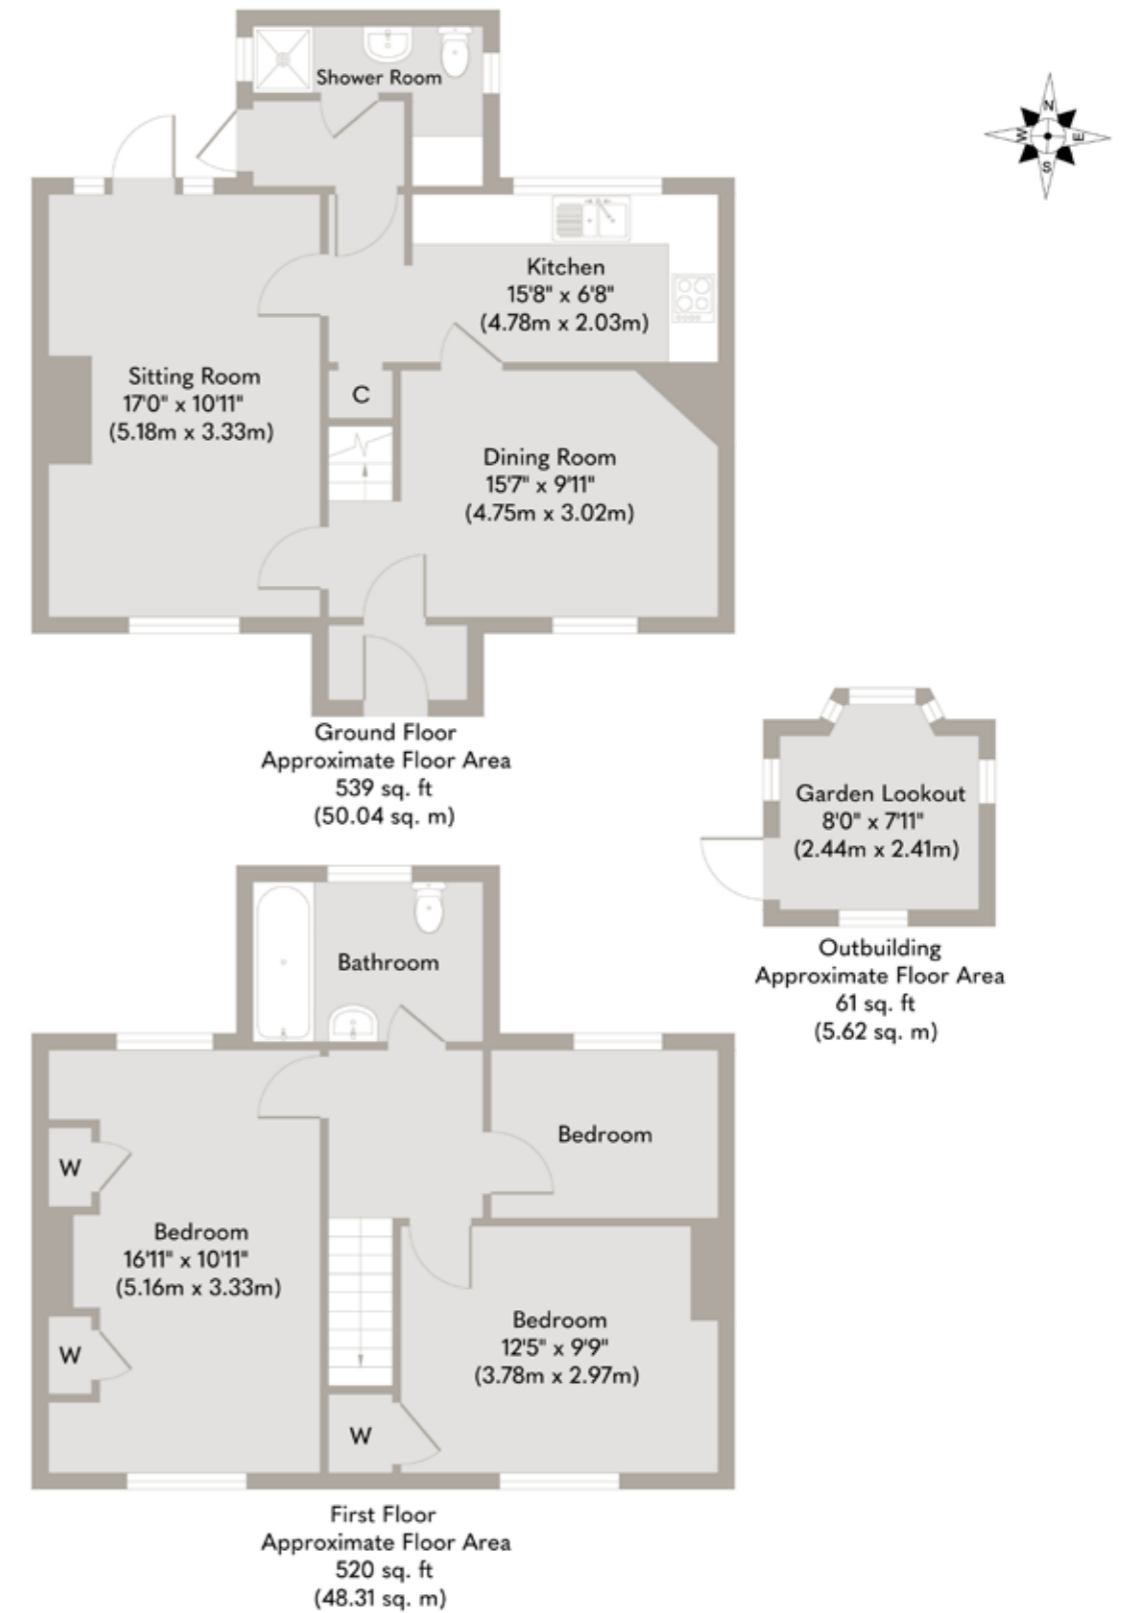 Shower Room
N
W
E
S
Kitchen
15'8" x 6'8"
(4.78m x 2.03m)
Sitting Room
17'0" x 10'11"
(5.18m x 3.33m)
C
Dining Room
15'7" x 9'11"
(4.75m x 3.02m)
Ground Floor
Approximate Floor Area
539 sq. ft
(50.04 sq. m)
Garden Lookout
8'0" x 7'11"
(2.44m x 2.41m)
Outbuilding
Approximate Floor Area
61 sq. ft
(5.62 sq. m)
Bathroom
Bedroom
W
Bedroom
16'11" x 10'11"
(5.16m x 3.33m)
W
Bedroom
12'5" x 9'9"
(3.78m x 2.97m)
W
First Floor
Approximate Floor Area
520 sq. ft
(48.31 sq. m)